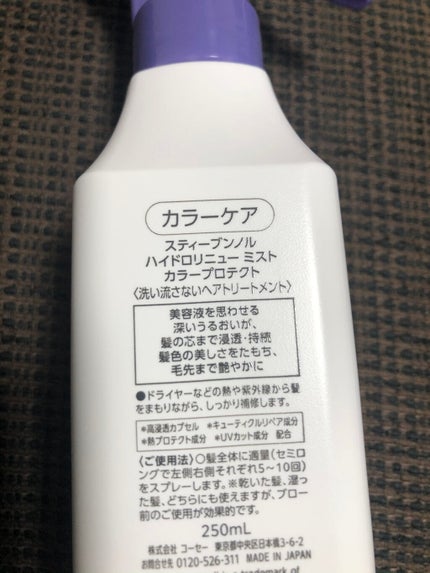 カラーケア
スティーブンノル
ハイドロリニュー ミスト
カラープロテクト
〈洗い流さないヘアトリートメント〉
美容液を思わせる
深いうるおいが、
髪の芯まで浸透・持続
髪色の美しさをたもち、
毛先まで艶やかに
●ドライヤーなどの熱や紫外線から髪
をまもりながら、しっかり補修します。
*高浸透カプセル *キューティクルリペア成分
*熱プロテクト成分 *UVカット成分 配合
〈ご使用法〉○髪全体に適量(セミロ
ングで左側右側それぞれ5~10回)
をスプレーします。※乾いた髪、湿っ
た髪、どちらにも使えますが、ブロー
前のご使用が効果的です。
250mL
株式会社 コーセー 東京都中央区日本橋3-6-2
お問合せ先 0120-526-311 MADE IN JAPAN
trademark of